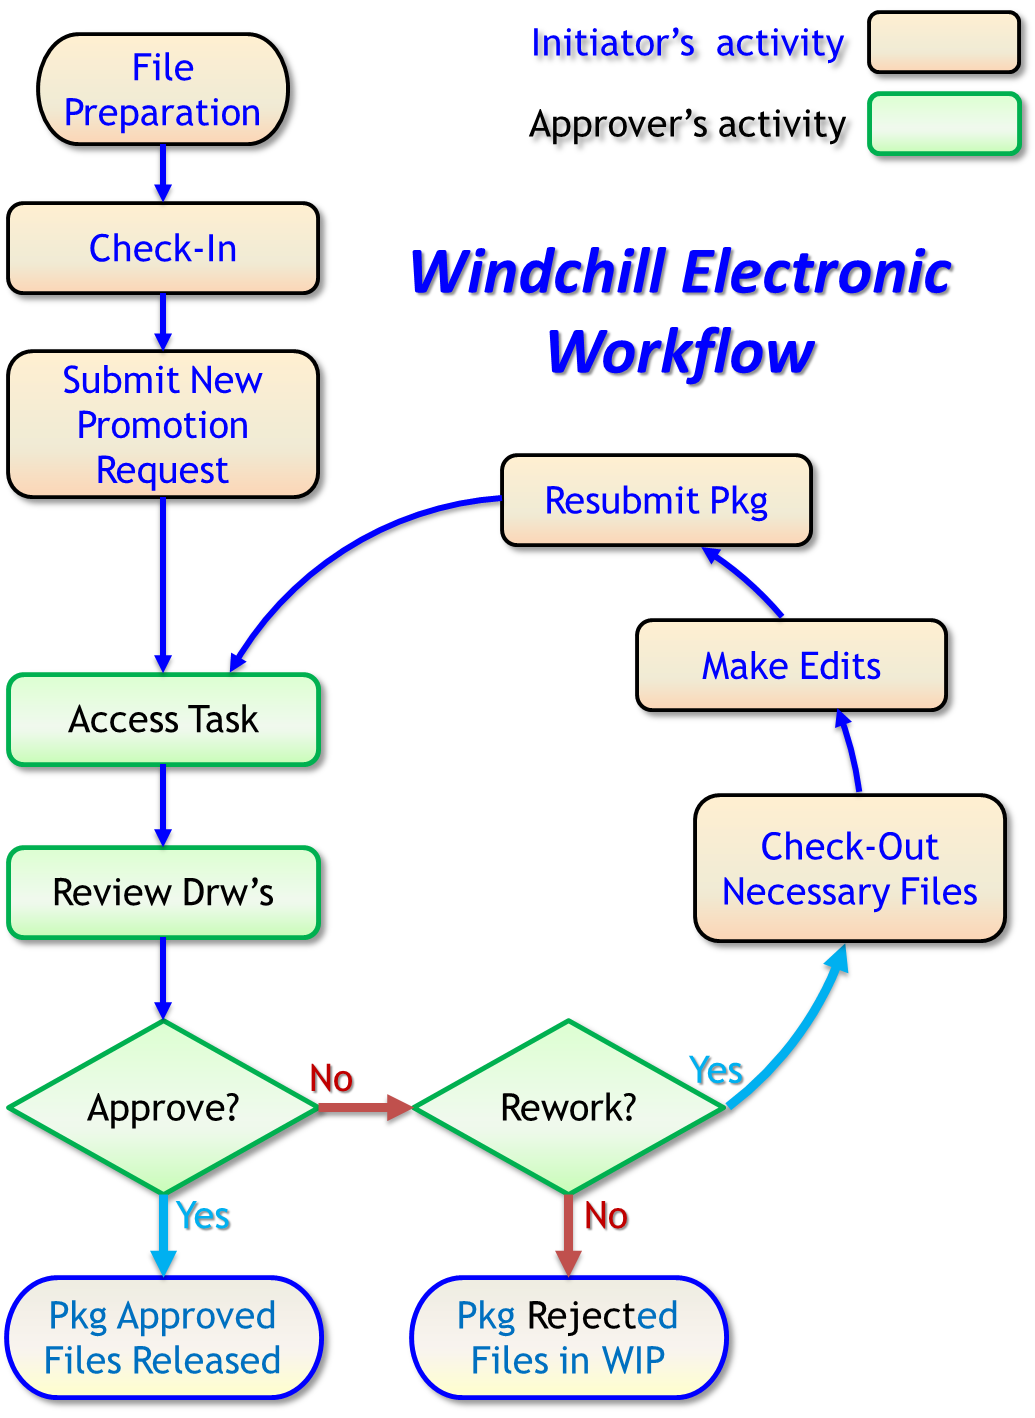 Initiator's  activity
Approver's activity
Windchill Electronic
Workflow
File
Preparation
Check-In
Submit New
Promotion
Request
Resubmit Pkg
Make Edits
Access Task
Check-Out
Necessary Files
Review Drw's
Approve?
No
Rework?
Yes
Yes
No
Pkg Approved
Files Released
Pkg Rejected
Files in WIP